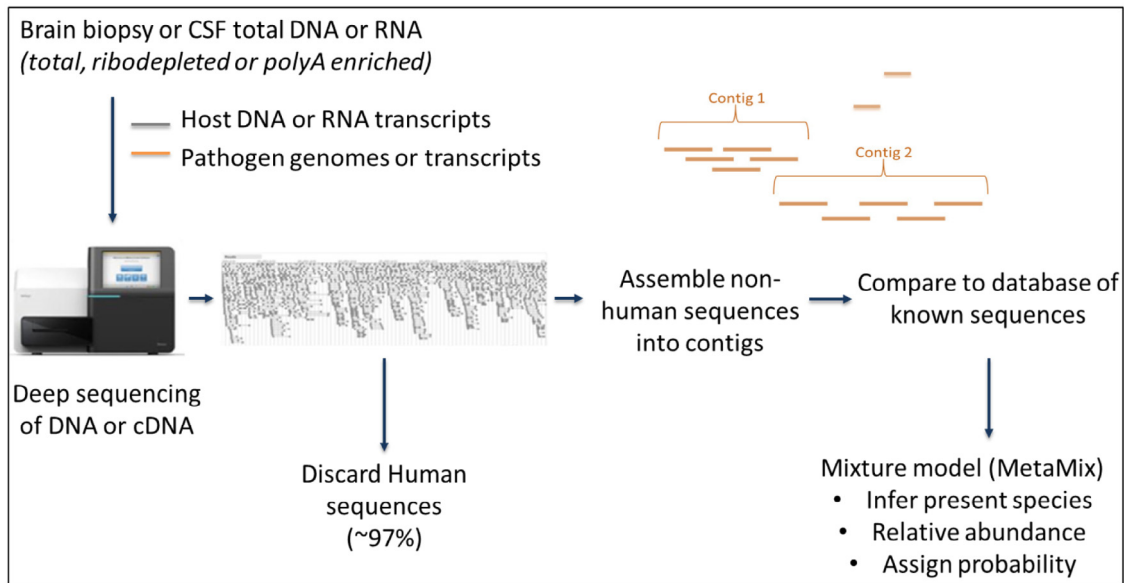 Brain biopsy or CSF total DNA or RNA
(total, ribodepleted or polyA enriched)
Host DNA or RNA transcripts
Pathogen genomes or transcripts
Contig 1
Contig 2
Deep sequencing
of DNA or cDNA
Discard Human
sequences
(~97%)
Assemble non-
human sequences
into contigs
Compare to database of
known sequences
Mixture model (MetaMix)
• Infer present species
• Relative abundance
• Assign probability